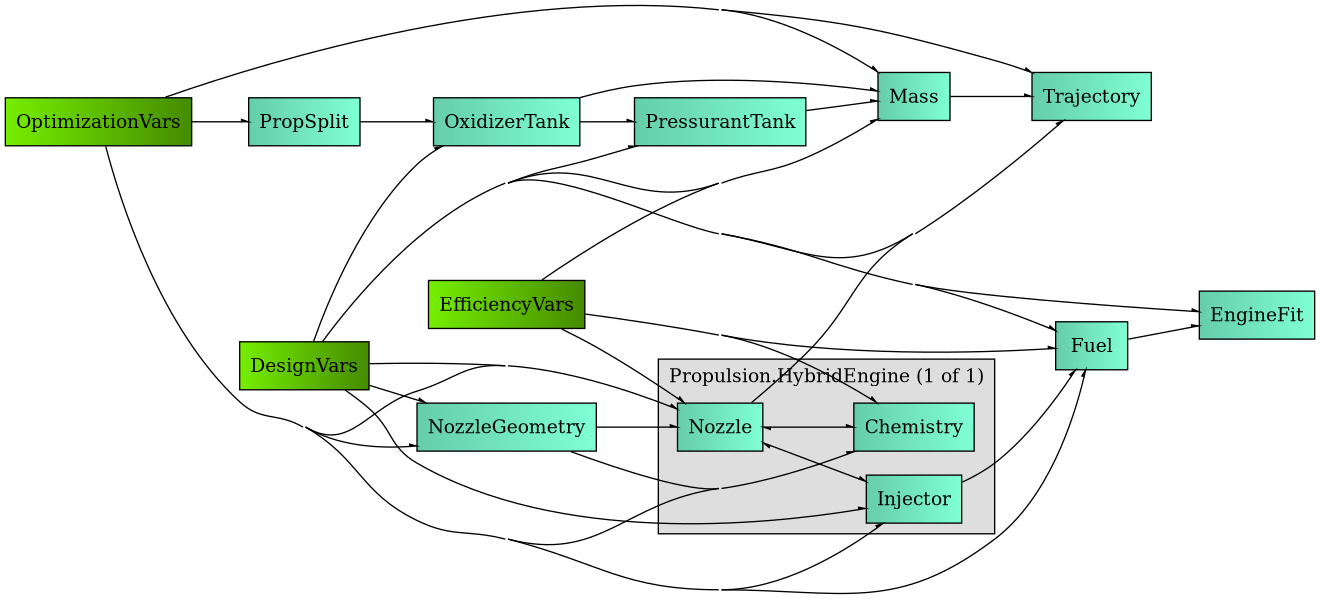 Mass
Trajectory
OptimizationVars
PropSplit
OxidizerTank
PressurantTank
EfficiencyVars
EngineFit
Fuel
DesignVars
Propulsion.HybridEngine (1 of 1)
NozzleGeometry
Nozzle
Chemistry
Injector